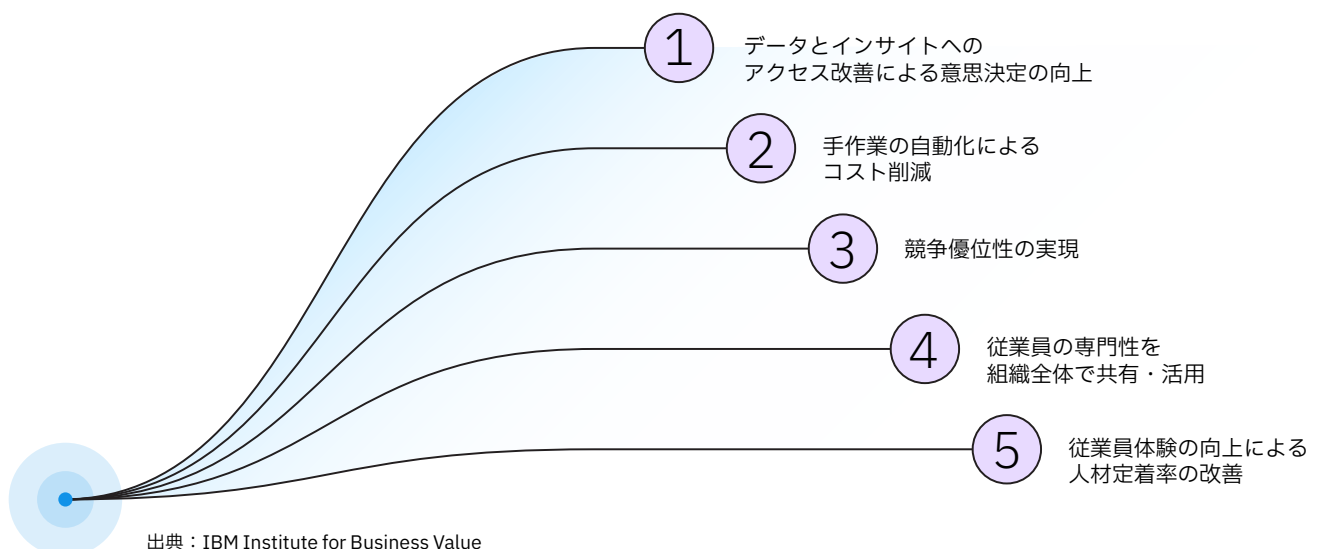 1
データとインサイトへの
アクセス改善による意思決定の向上
2
手作業の自動化による
コスト削減
3
競争優位性の実現
4
従業員の専門性を
組織全体で共有・活用
5
従業員体験の向上による
人材定着率の改善
出典：IBM Institute for Business Value